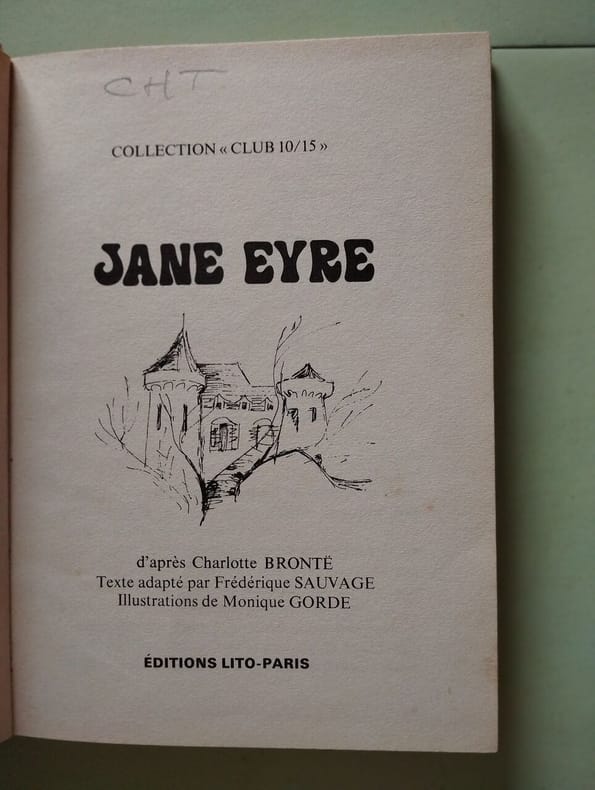 CHT
COLLECTION « CLUB 10/15 »
JANE EYRE
d'après Charlotte BRONTË
Texte adapté par Frédérique SAUVAGE
Illustrations de Monique GORDE
ÉDITIONS LITO-PARIS